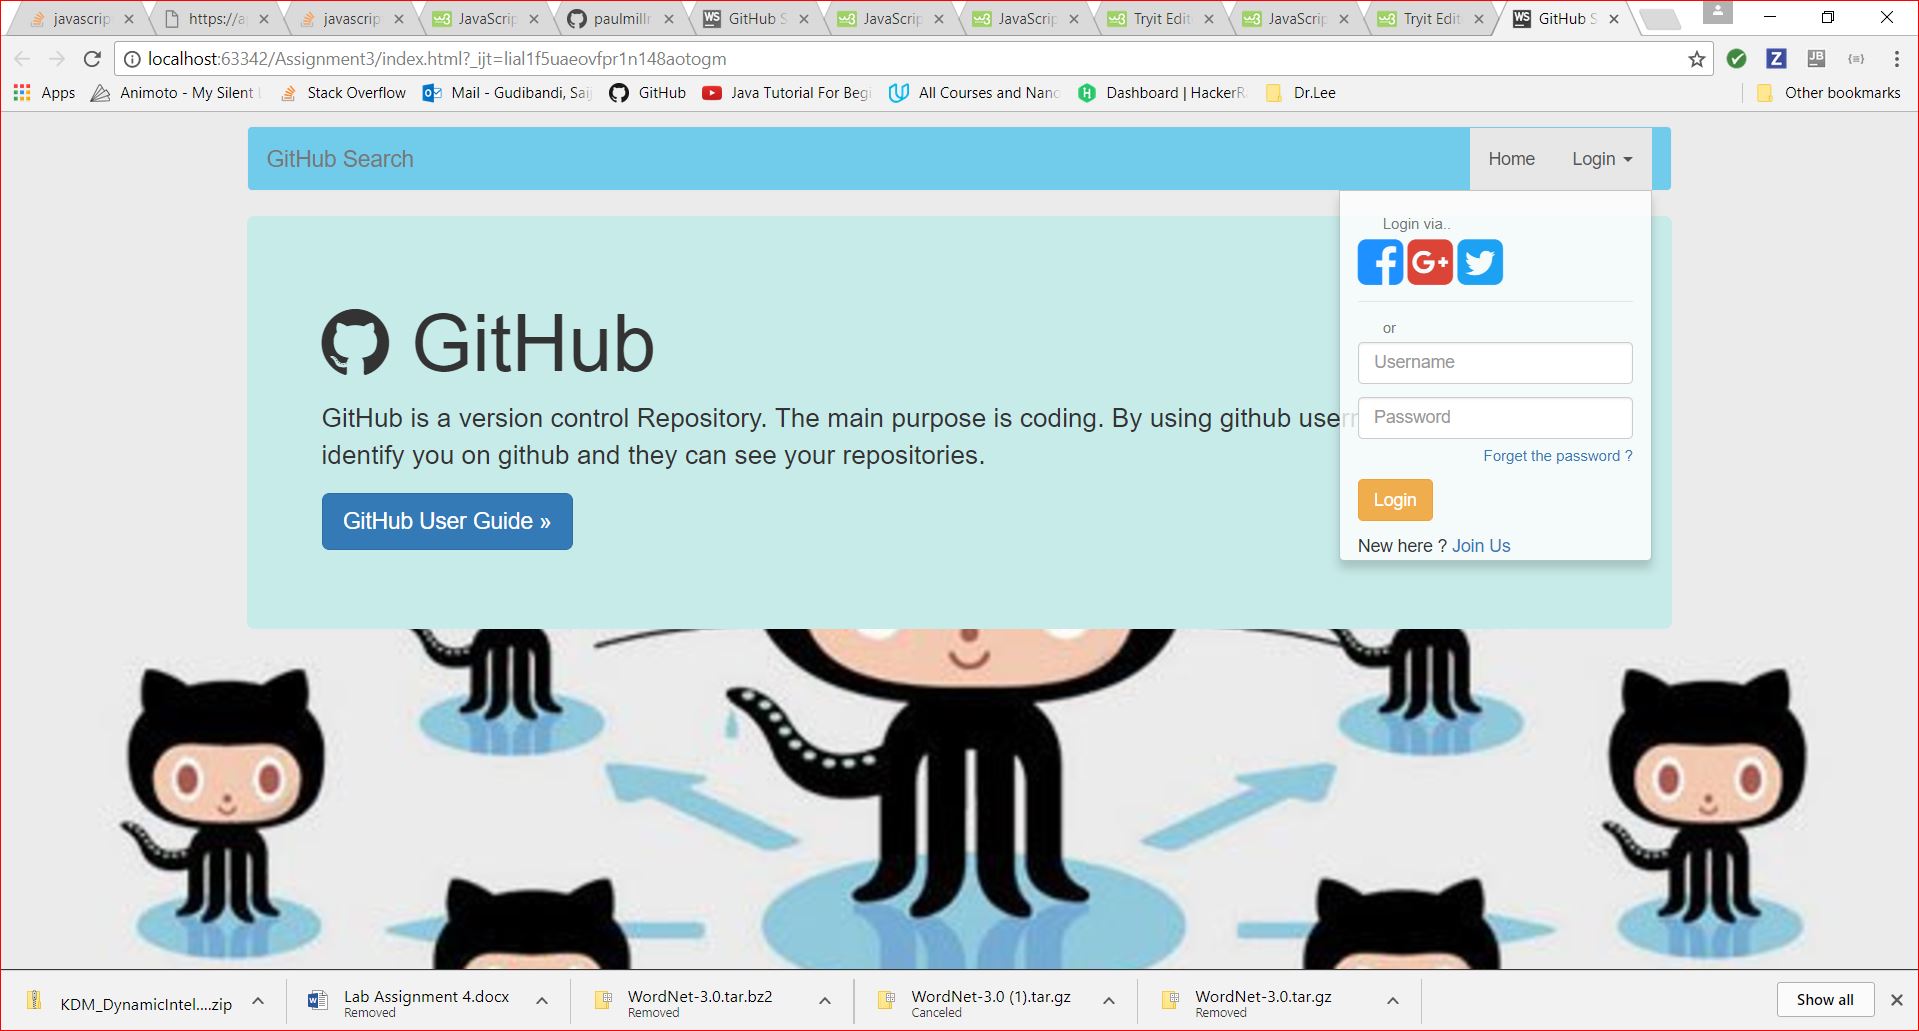 javascrip
https://a
javascrip
JavaScrip
paulmillr
GitHub S
JavaScrip
JavaScrip
Tryit Edit
JavaScrip
Tryit Edit
GitHub S
localhost:63342/Assignment3/index.html?_ijt=lial1f5uaeovfpr1n148aotogm
Apps
Animoto - My Silent
Stack Overflow
Mail - Gudibandi, Sai
GitHub
Java Tutorial For Begi
All Courses and Nano
Dashboard | HackerR
Dr.Lee
Other bookmarks
GitHub Search
Home
Login
Login via..
or
Username
Password
Forget the password ?
Login
New here ? Join Us
GitHub
GitHub is a version control Repository. The main purpose is coding. By using github user
identify you on github and they can see your repositories.
GitHub User Guide »
KDM_DynamicIntel....zip
Lab Assignment 4.docx
Removed
WordNet-3.0.tar.bz2
Removed
WordNet-3.0 (1).tar.gz
Canceled
WordNet-3.0.tar.gz
Removed
Show all